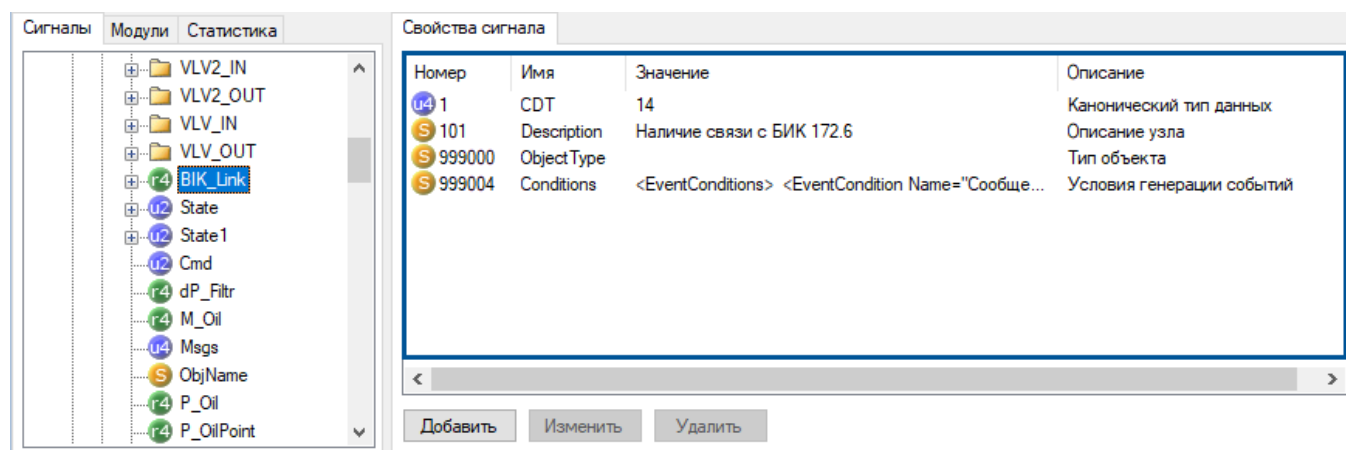 Сигналы Модули Статистика
VLV2_IN
VLV2_OUT
VLV_IN
VLV_OUT
r4 BIK_Link
u2 State
u2 State1
u2 Cmd
r4 dP_Filtr
r4 M_Oil
u4 Msgs
S ObjName
r4 P_Oil
r4 P_OilPoint
Свойства сигнала
Номер Имя Значение Описание
u4 1 CDT 14 Канонический тип данных
S 101 Description Наличие связи с БИК 172.6 Описание узла
S 999000 ObjectType Тип объекта
S 999004 Conditions <EventConditions> <EventCondition Name="Сообще... Условия генерации событий
Добавить Изменить Удалить